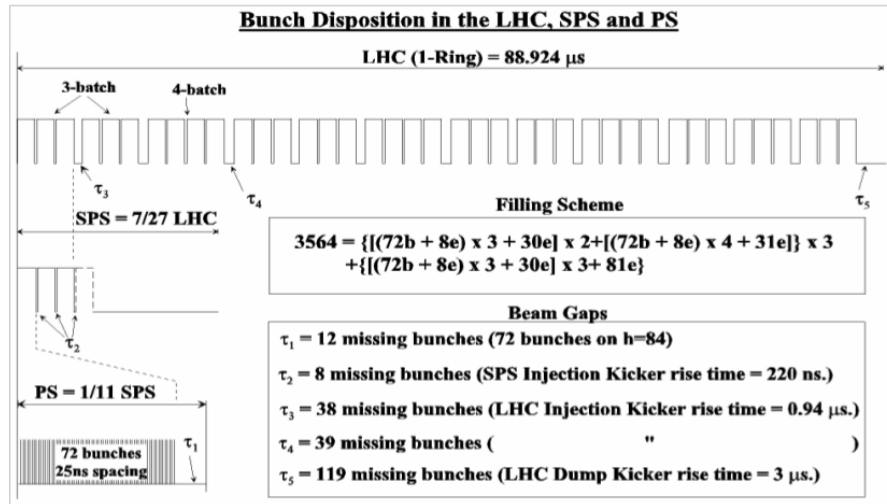 Bunch Disposition in the LHC, SPS and PS
LHC (1-Ring) = 88.924 μs
3-batch
4-batch
τ3
τ4
τ5
SPS = 7/27 LHC
τ2
PS = 1/11 SPS
τ1
72 bunches
25ns spacing
Filling Scheme
3564 = {[(72b + 8e) x 3 + 30e] x 2+[(72b + 8e) x 4 + 31e]} x 3
+{[(72b + 8e) x 3 + 30e] x 3+ 81e}
Beam Gaps
τ1 = 12 missing bunches (72 bunches on h=84)
τ2 = 8 missing bunches (SPS Injection Kicker rise time = 220 ns.)
τ3 = 38 missing bunches (LHC Injection Kicker rise time = 0.94 μs.)
τ4 = 39 missing bunches ( " )
τ5 = 119 missing bunches (LHC Dump Kicker rise time = 3 μs.)